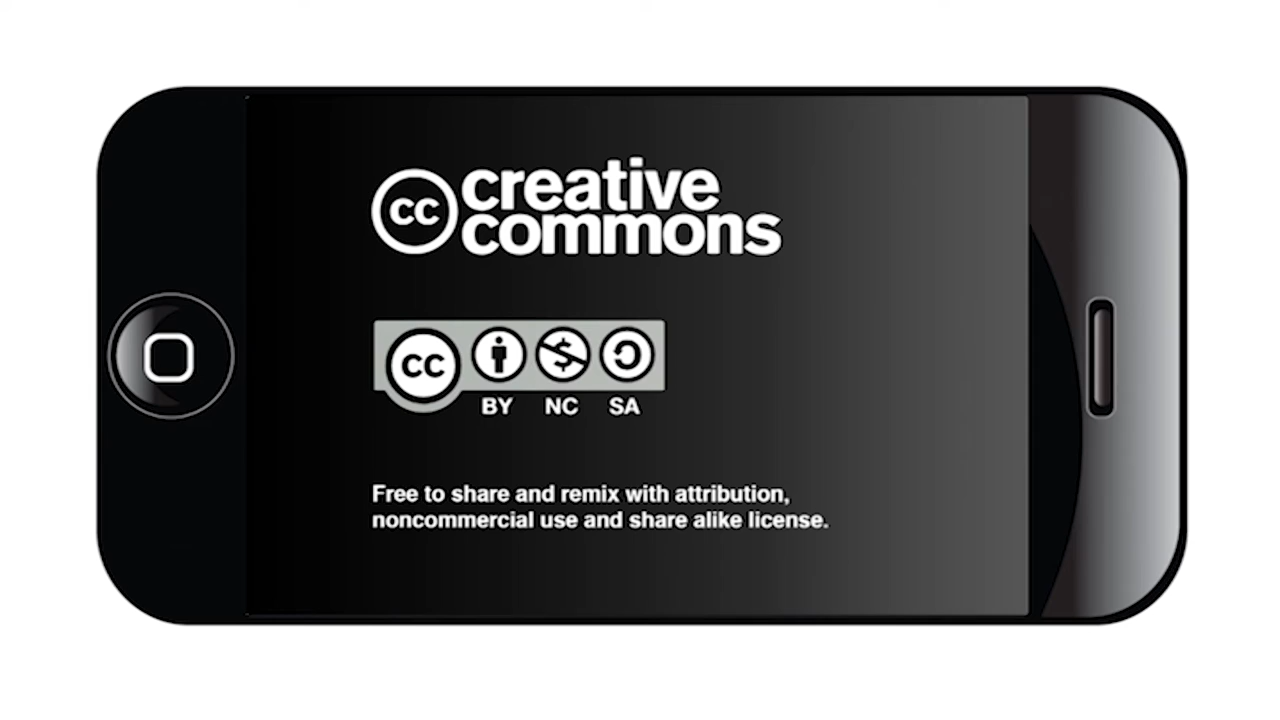 cc creative
commons
cc
BY NC SA
Free to share and remix with attribution,
noncommercial use and share alike license.